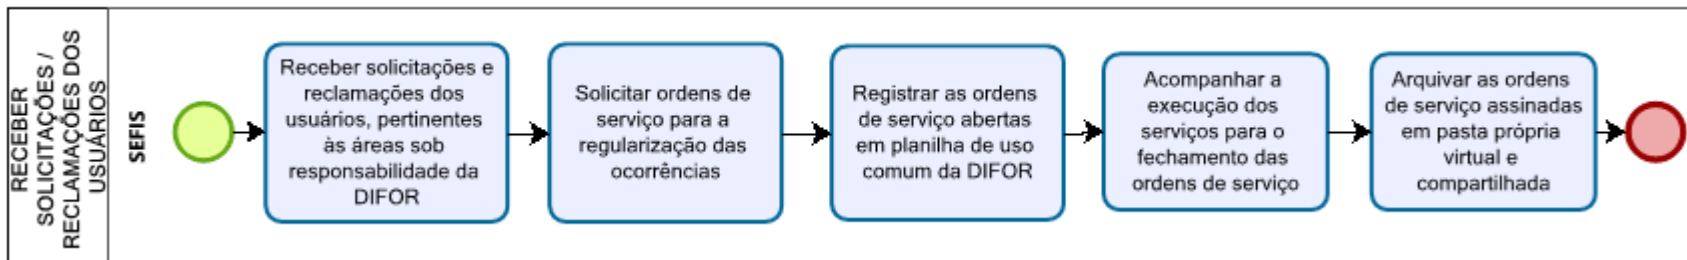 RECEBER
SOLICITAÇÕES /
RECLAMAÇÕES DOS
USUÁRIOS
SEFIS
Receber solicitações e
reclamações dos
usuários, pertinentes
às áreas sob
responsabilidade da
DIFOR
Solicitar ordens de
serviço para a
regularização das
ocorrências
Registrar as ordens
de serviço abertas
em planilha de uso
comum da DIFOR
Acompanhar a
execução dos
serviços para o
fechamento das
ordens de serviço
Arquivar as ordens
de serviço assinadas
em pasta própria
virtual e
compartilhada